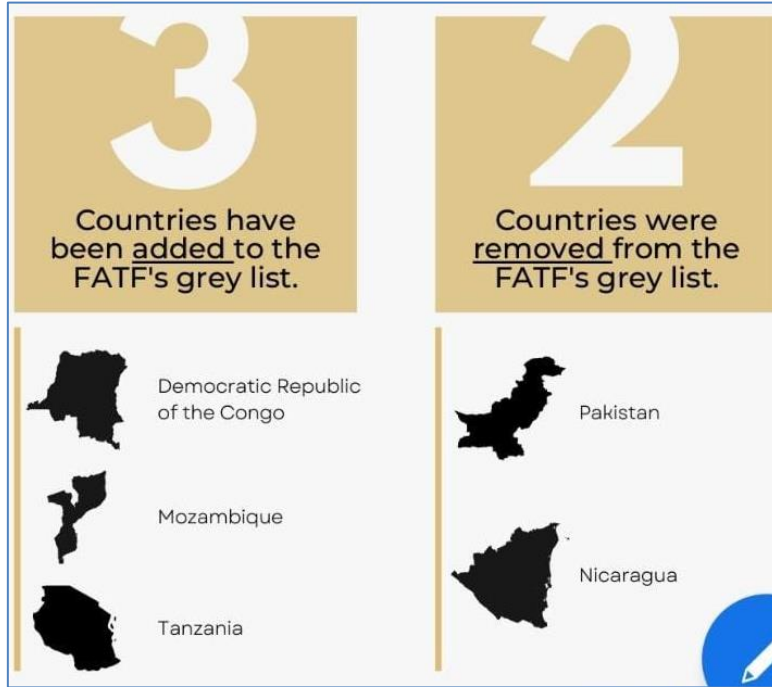 3
Countries have
been added to the
FATF's grey list.
Democratic Republic
of the Congo
Mozambique
Tanzania
2
Countries were
removed from the
FATF's grey list.
Pakistan
Nicaragua